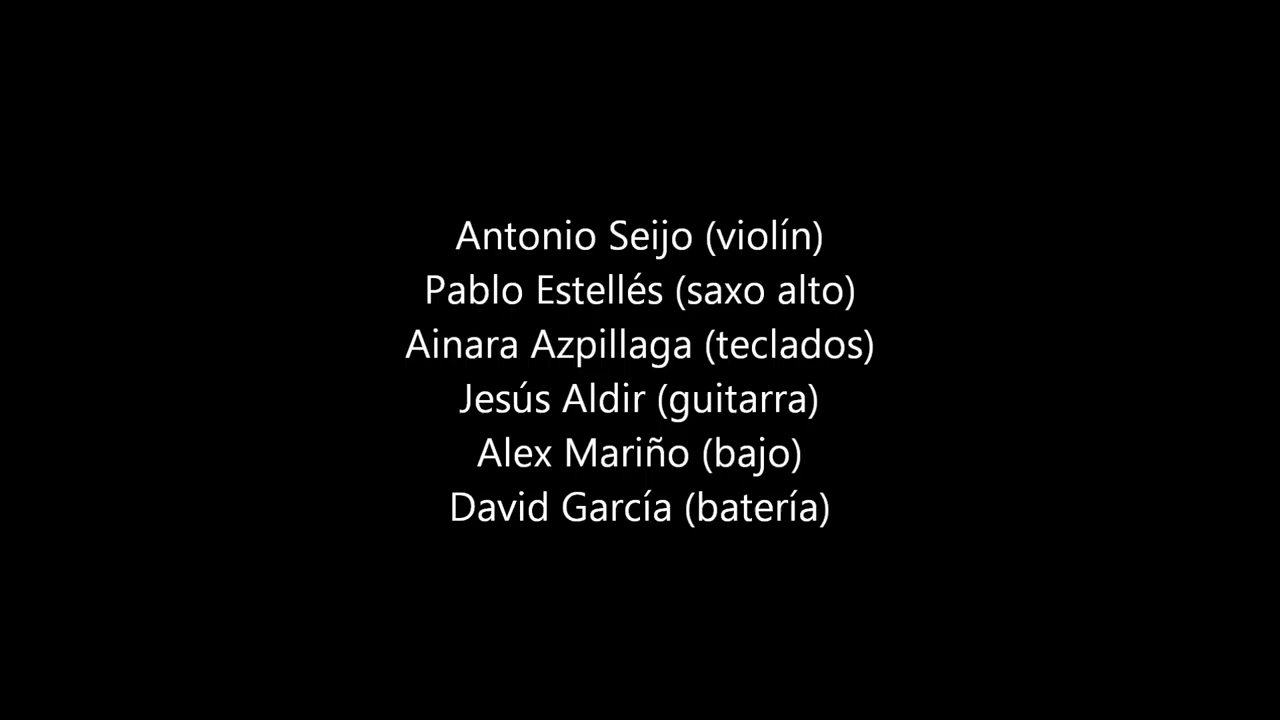 Antonio Seijo (violín)
Pablo Estellés (saxo alto)
Ainara Azpillaga (teclados)
Jesús Aldir (guitarra)
Alex Mariño (bajo)
David García (batería)